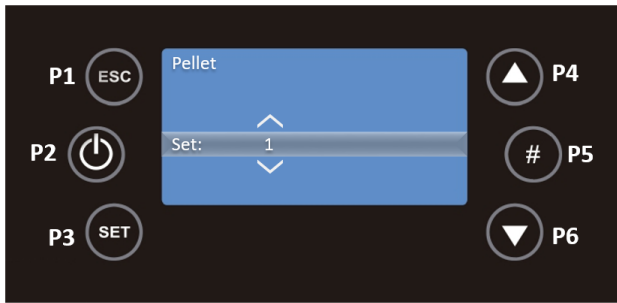 P1 ESC
Pellet
P4
P2
Set: 1
# P5
P3 SET
P6